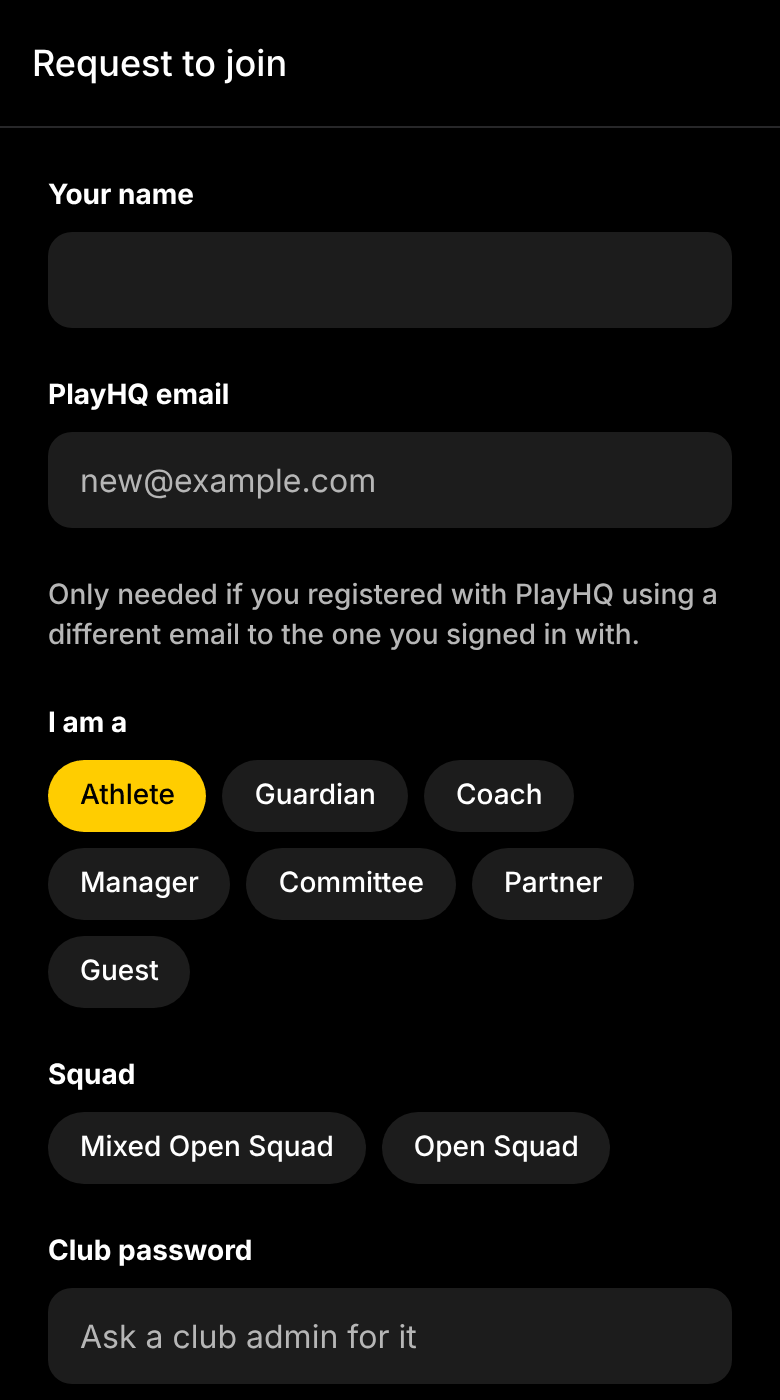 Request to join
Your name
PlayHQ email
new@example.com
Only needed if you registered with PlayHQ using a
different email to the one you signed in with.
I am a
Athlete Guardian Coach
Manager Committee Partner
Guest
Squad
Mixed Open Squad Open Squad
Club password
Ask a club admin for it